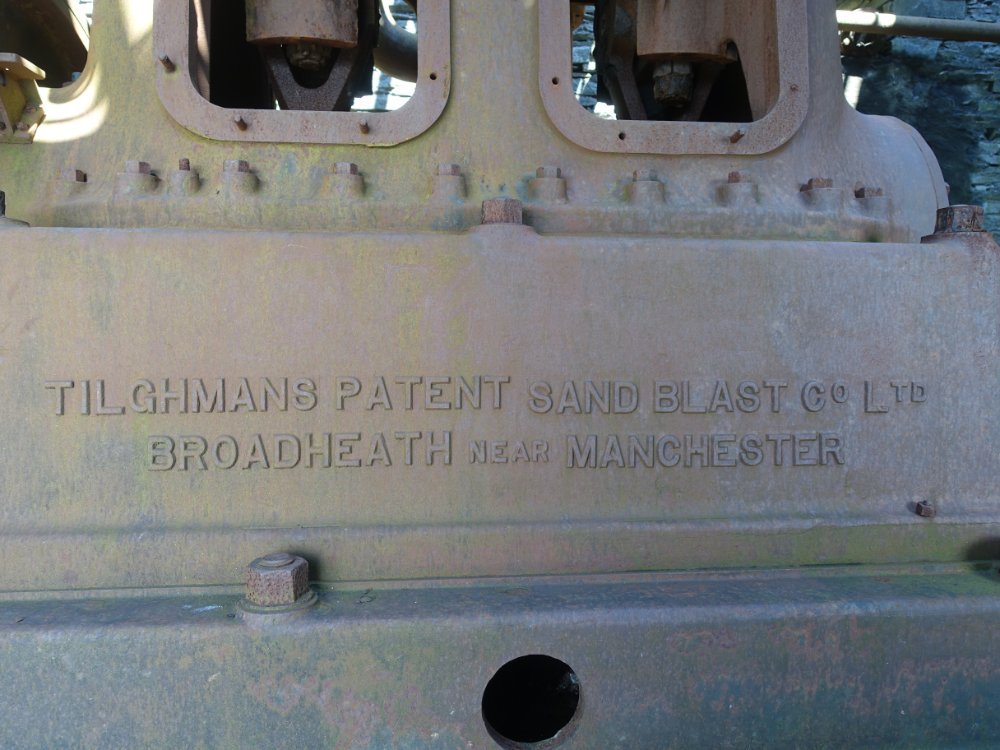 TILGHMANS PATENT SAND BLAST Cº LTD
BROADHEATH NEAR MANCHESTER